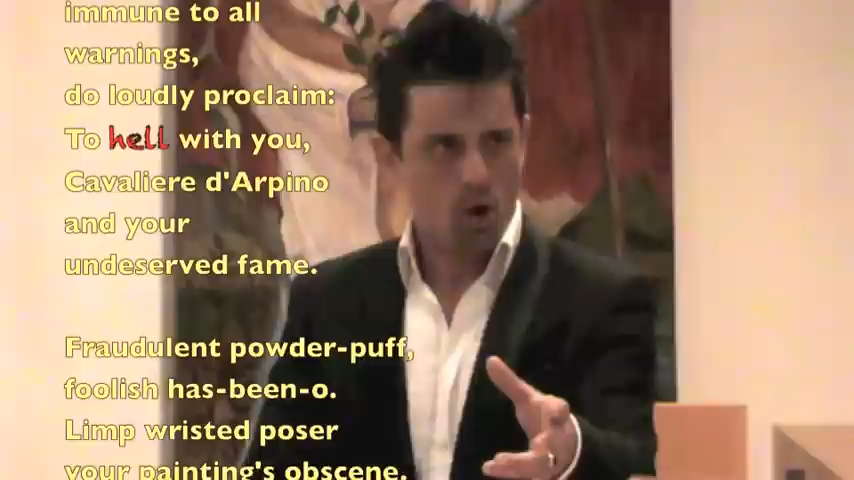 immune to all
warnings,
do loudly proclaim:
To hell with you,
Cavaliere d'Arpino
and your
undeserved fame.
Fraudulent powder-puff,
foolish has-been-o.
Limp wristed poser
your painting's obscene.